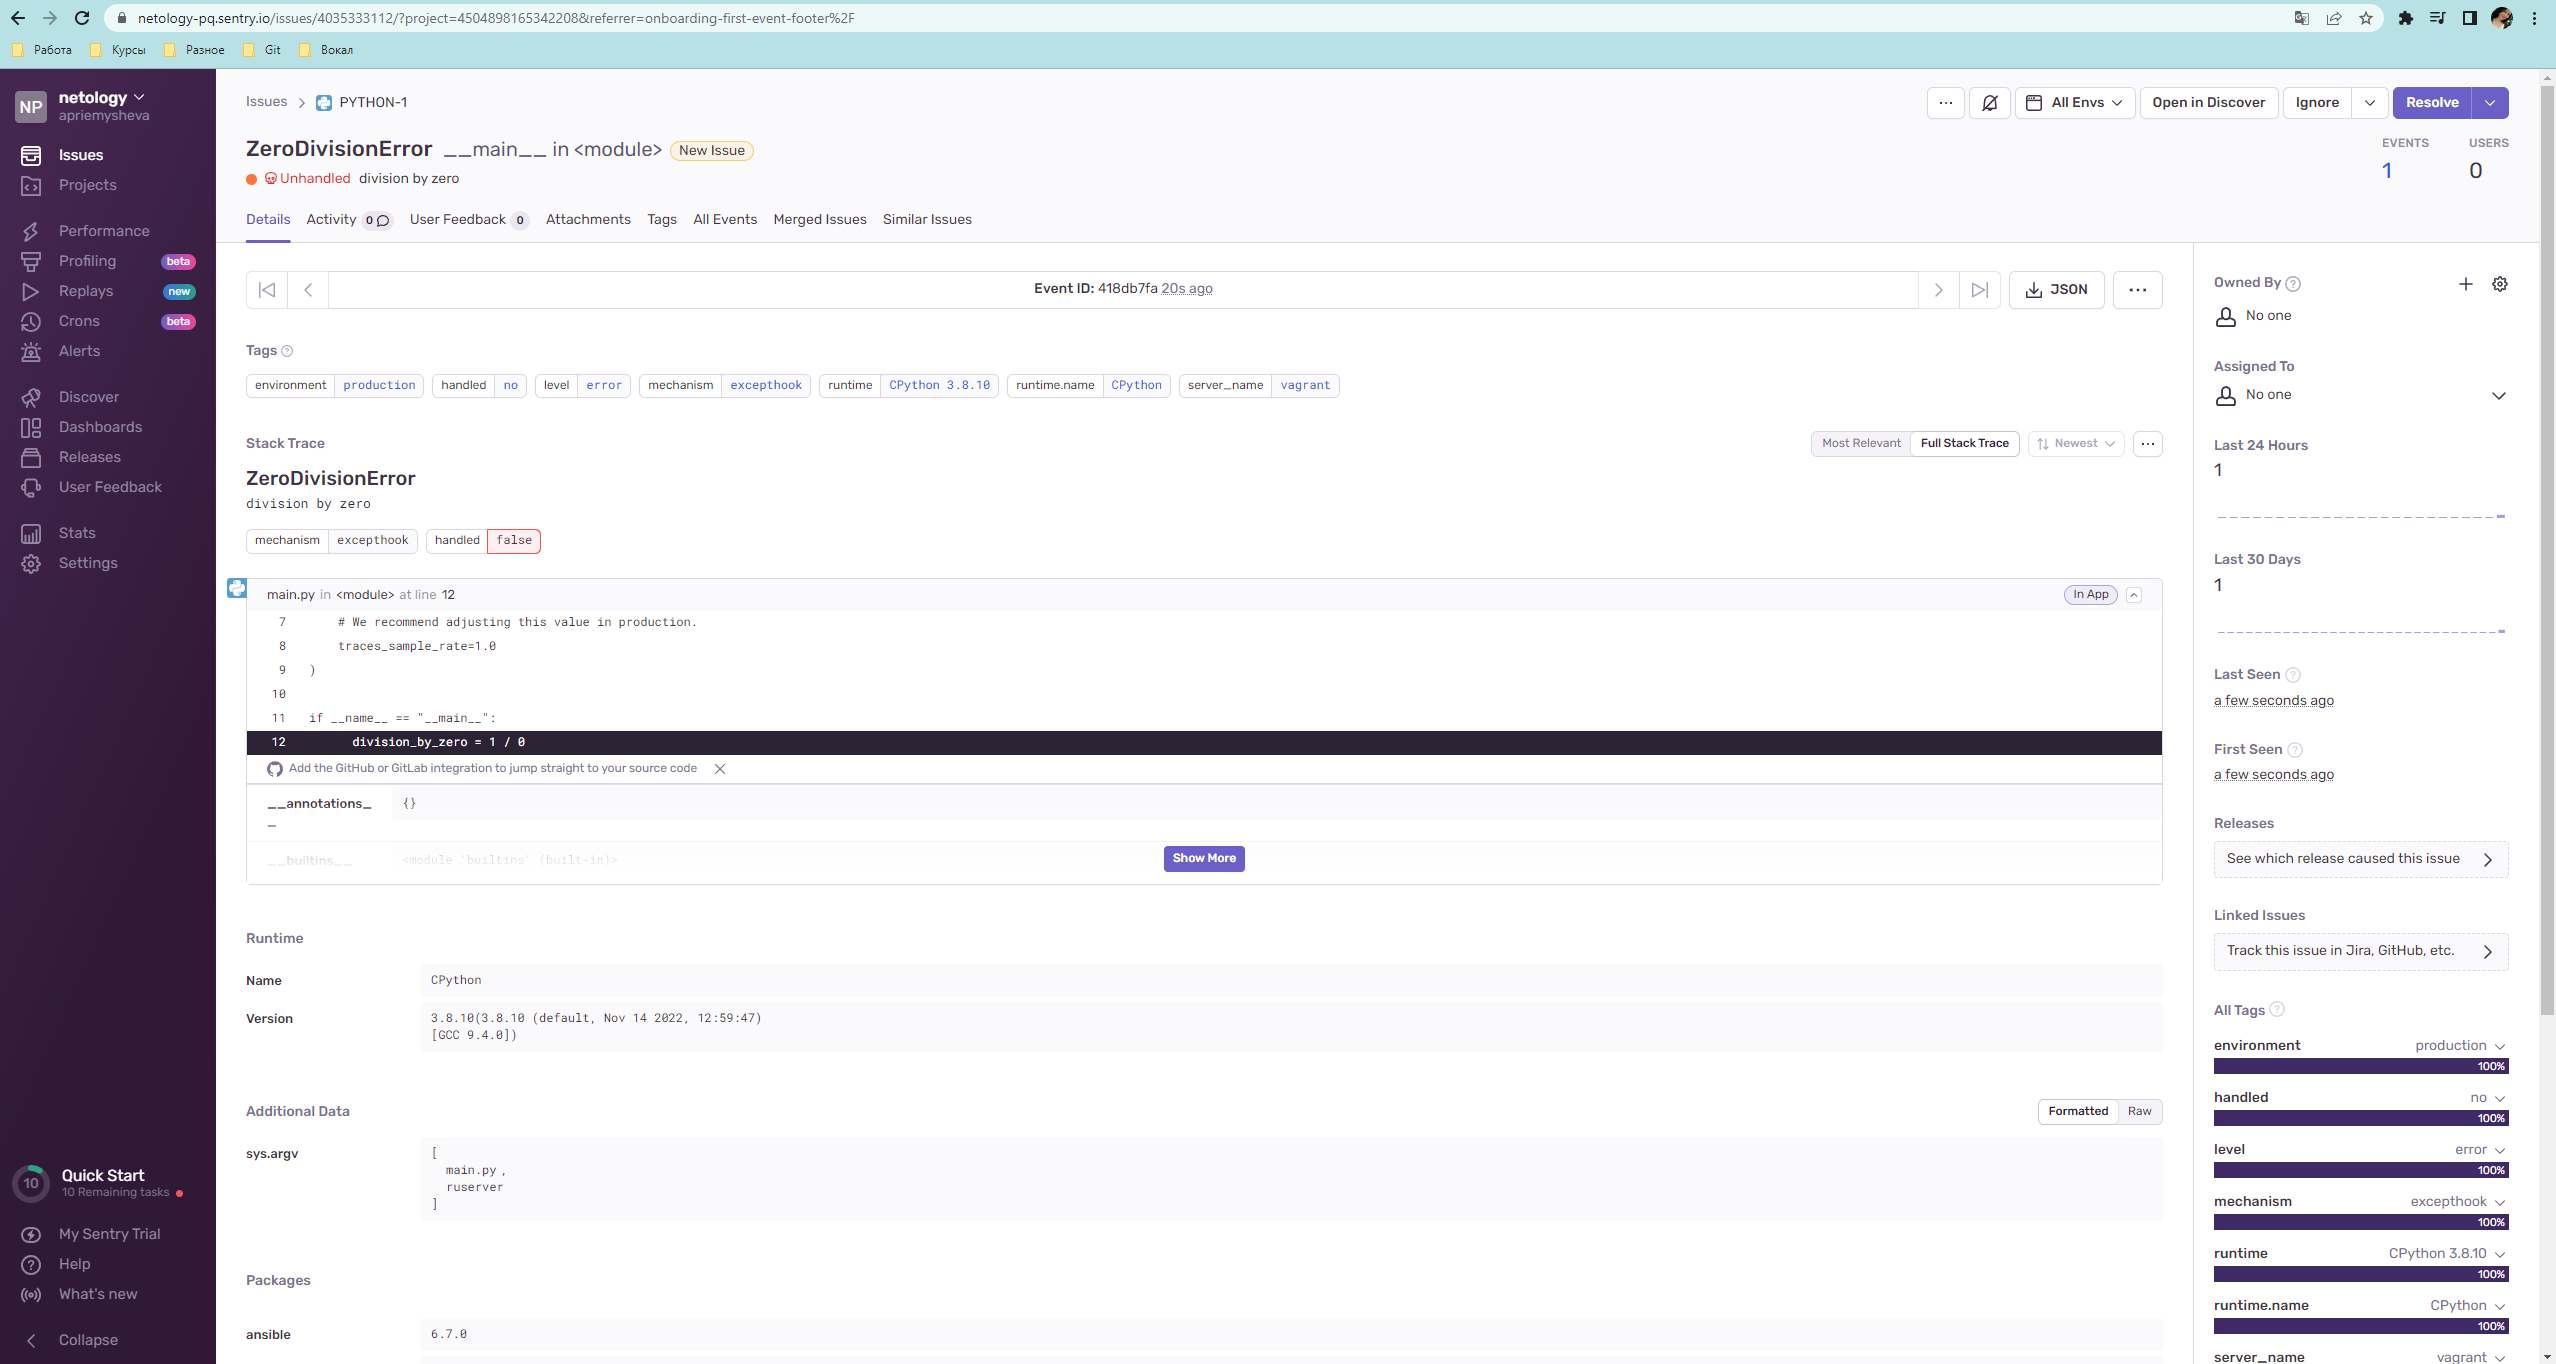 netology-pq.sentry.io/issues/4035333112/?project=4504898165342208&referrer=onboarding-first-event-footer%2F
Работа Курсы Разное Git Вокал
NP netology
apriemysheva
Issues
Projects
Performance
Profiling beta
Replays new
Crons beta
Alerts
Discover
Dashboards
Releases
User Feedback
Stats
Settings
10 Quick Start
10 Remaining tasks
My Sentry Trial
Help
What's new
Collapse
Issues PYTHON-1
All Envs Open in Discover Ignore Resolve
ZeroDivisionError __main__ in <module> New Issue
Unhandled division by zero
EVENTS USERS
1 0
Details Activity 0 User Feedback 0 Attachments Tags All Events Merged Issues Similar Issues
Event ID: 418db7fa 20s ago
JSON
Tags
environment production handled no level error mechanism excepthook runtime CPython 3.8.10 runtime.name CPython server_name vagrant
Stack Trace
Most Relevant Full Stack Trace Newest
ZeroDivisionError
division by zero
mechanism excepthook handled false
main.py in <module> at line 12
In App
7 # We recommend adjusting this value in production.
8 traces_sample_rate=1.0
9 )
10
11 if __name__ == "__main__":
12 division_by_zero = 1 / 0
Add the GitHub or GitLab integration to jump straight to your source code
__annotations_
_
{}
__builtins__ <module 'builtins' (built-in)>
Show More
Runtime
Name CPython
Version 3.8.10(3.8.10 (default, Nov 14 2022, 12:59:47)
[GCC 9.4.0])
Additional Data
Formatted Raw
sys.argv [
main.py ,
ruserver
]
Packages
ansible 6.7.0
Owned By
No one
Assigned To
No one
Last 24 Hours
1
Last 30 Days
1
Last Seen
a few seconds ago
First Seen
a few seconds ago
Releases
See which release caused this issue
Linked Issues
Track this issue in Jira, GitHub, etc.
All Tags
environment production
100%
handled no
100%
level error
100%
mechanism excepthook
100%
runtime CPython 3.8.10
100%
runtime.name CPython
100%
server_name vagrant